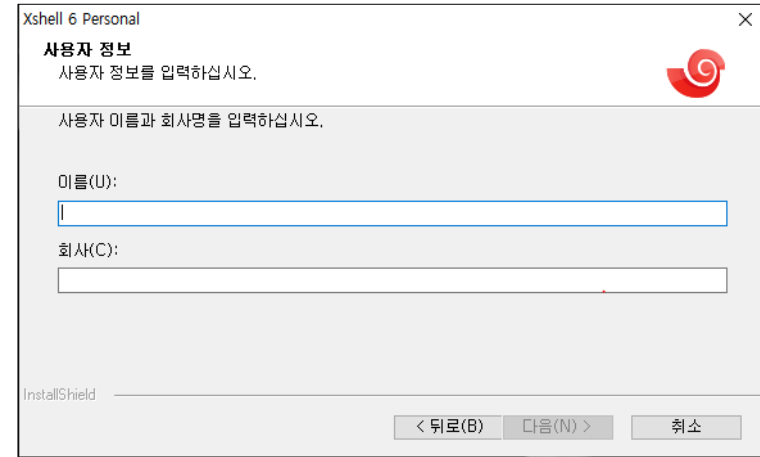 Xshell 6 Personal
사용자 정보
사용자 정보를 입력하십시오.
사용자 이름과 회사명을 입력하십시오.
이름(U):
회사(C):
InstallShield
< 뒤로(B) 다음(N) > 취소